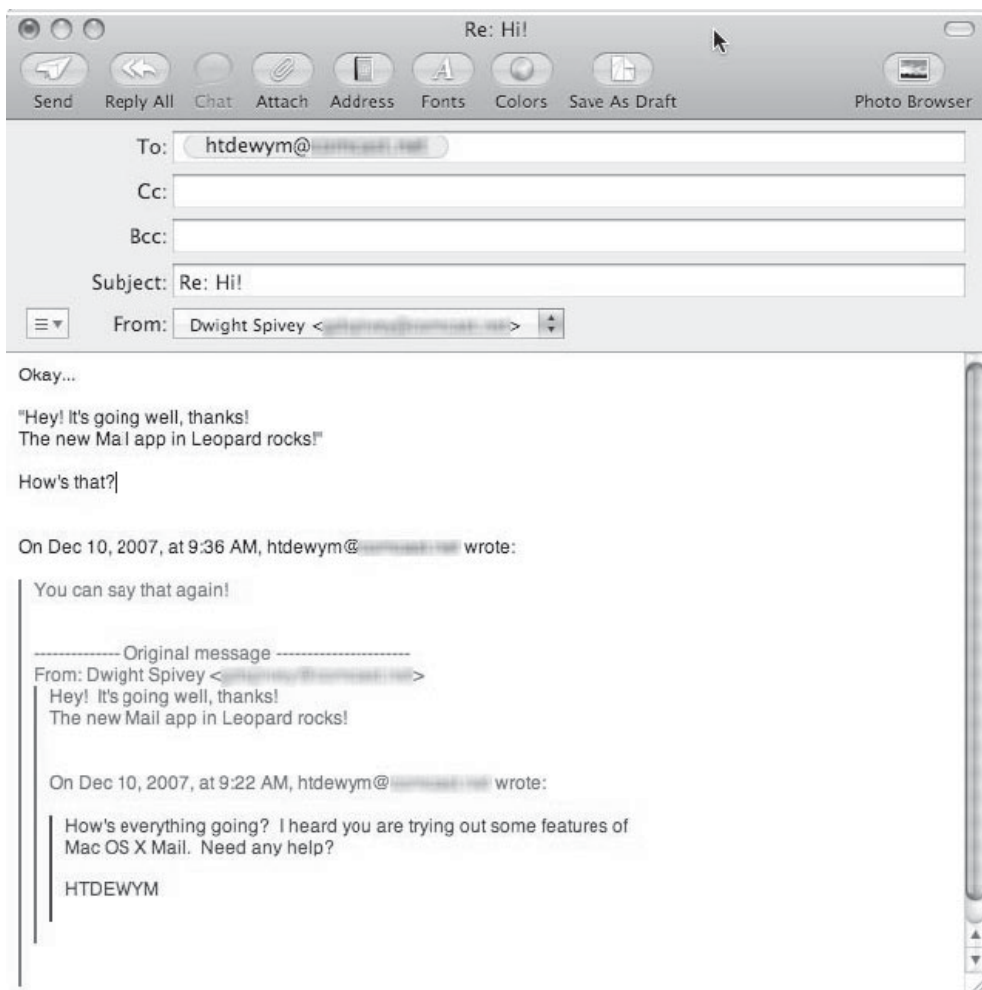 Re: Hi!
Send Reply All Chat Attach Address Fonts Colors Save As Draft Photo Browser
To: htdewym@
Cc:
Bcc:
Subject: Re: Hi!
From: Dwight Spivey < >
Okay...
"Hey! It's going well, thanks!
The new Mail app in Leopard rocks!"
How's that?
On Dec 10, 2007, at 9:36 AM, htdewym@ wrote:
You can say that again!
-------------- Original message ----------------------
From: Dwight Spivey < >
Hey! It's going well, thanks!
The new Mail app in Leopard rocks!
On Dec 10, 2007, at 9:22 AM, htdewym@ wrote:
How's everything going? I heard you are trying out some features of
Mac OS X Mail. Need any help?
HTDEWYM